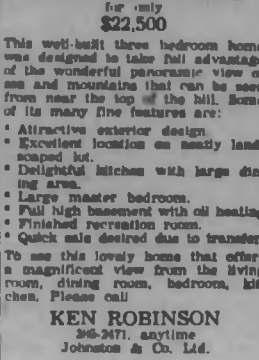 for only
$22,500
This well-built three bedroom home
was designed to take full advantage
of the wonderful panoramic view of
sea and mountains that can be seen
from near the top of the hill. Some
of its many fine features are:
* Attractive exterior design.
* Excellent location on neatly land-
scaped lot.
* Delightful kitchen with large din-
ing area.
* Large master bedroom.
* Full high basement with oil heating
* Finished recreation room.
* Quick sale desired due to transfer
To see this lovely home that offers
a magnificent view from the living
room, dining room, bedroom, kit-
chen, Please call
KEN ROBINSON
-2471, anytime
Johnston & Co. Ltd.